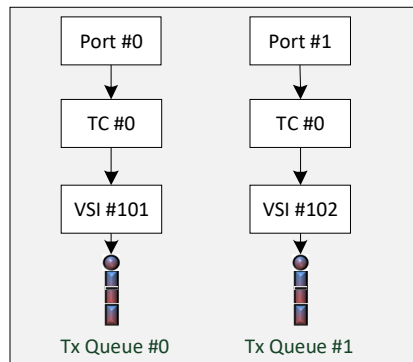 Port #0
Port #1
TC #0
TC #0
VSI #101
VSI #102
Tx Queue #0
Tx Queue #1